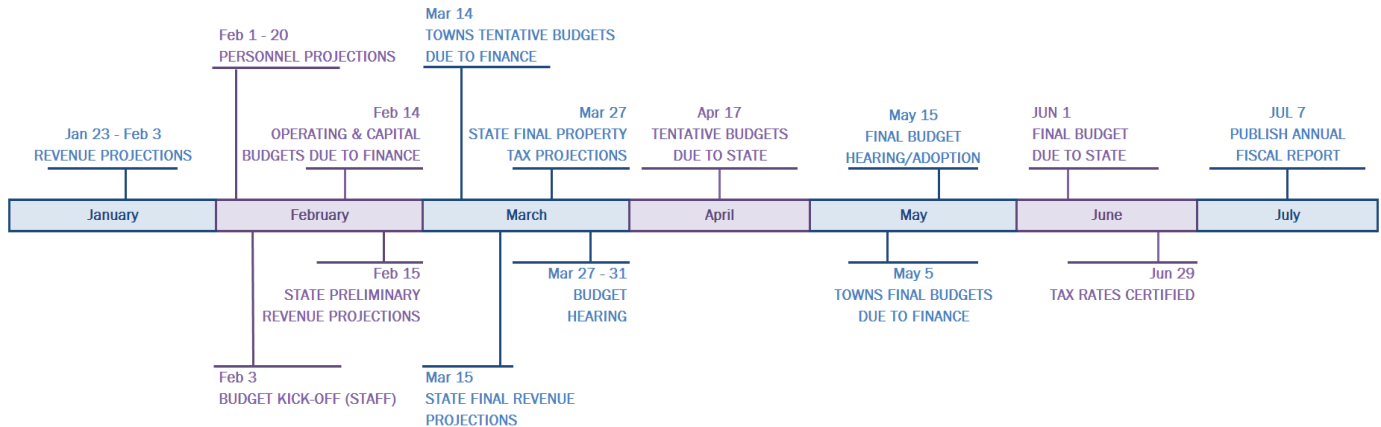 Mar 14
TOWNS TENTATIVE BUDGETS
DUE TO FINANCE
Feb 1 - 20
PERSONNEL PROJECTIONS
Jan 23 - Feb 3
REVENUE PROJECTIONS
Feb 14
OPERATING & CAPITAL
BUDGETS DUE TO FINANCE
Mar 27
STATE FINAL PROPERTY
TAX PROJECTIONS
Apr 17
TENTATIVE BUDGETS
DUE TO STATE
May 15
FINAL BUDGET
HEARING/ADOPTION
JUN 1
FINAL BUDGET
DUE TO STATE
JUL 7
PUBLISH ANNUAL
FISCAL REPORT
January
February
March
April
May
June
July
Feb 15
STATE PRELIMINARY
REVENUE PROJECTIONS
Mar 27 - 31
BUDGET
HEARING
May 5
TOWNS FINAL BUDGETS
DUE TO FINANCE
Jun 29
TAX RATES CERTIFIED
Feb 3
BUDGET KICK-OFF (STAFF)
Mar 15
STATE FINAL REVENUE
PROJECTIONS